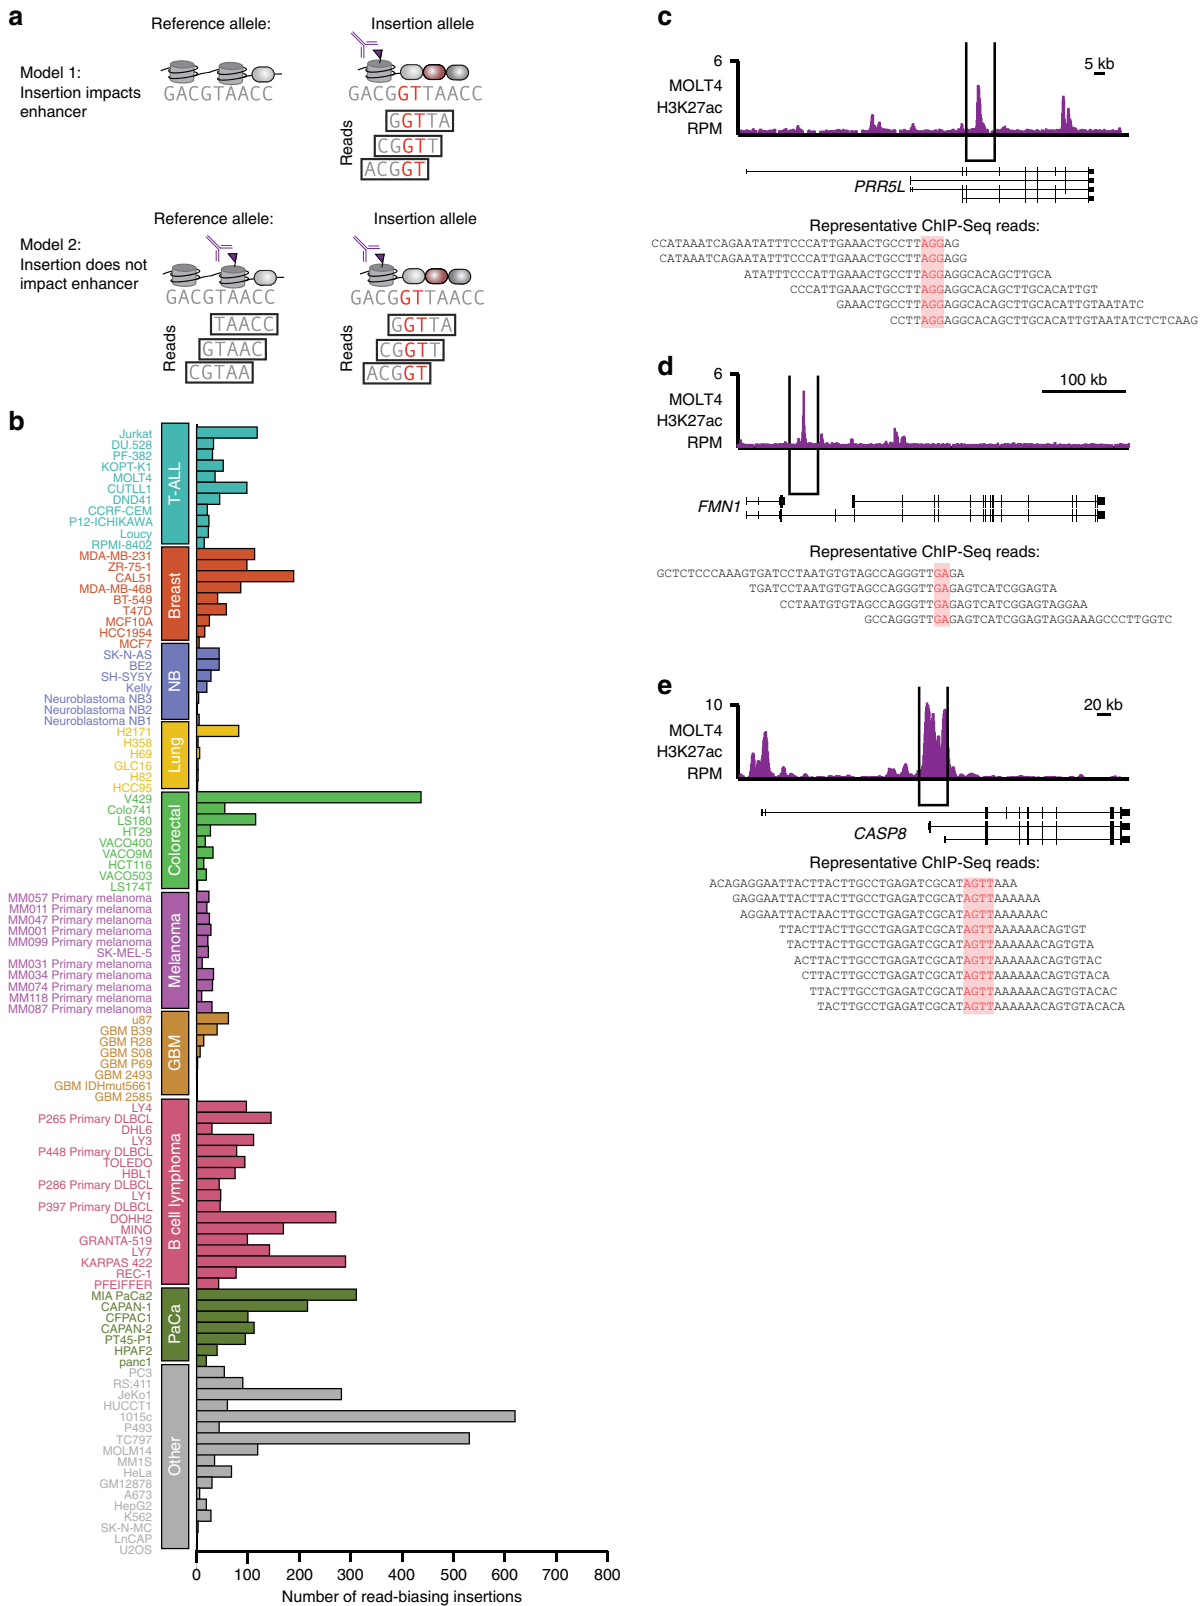 a
Reference allele:
Insertion allele
Model 1:
Insertion impacts
enhancer
GACGTAACC
GACGGTTAACC
Reads
GGTTA
CGGTT
ACGGT
Reference allele:
Insertion allele
Model 2:
Insertion does not
impact enhancer
GACGTAACC
GACGGTTAACC
Reads
TAACC
GTAAC
CGTAA
Reads
GGTTA
CGGTT
ACGGT
b
T-ALL
Jurkat
DU.528
PF-382
KOPT-K1
MOLT4
CUTLL1
DND41
CCRF-CEM
P12-ICHIKAWA
Loucy
RPMI-8402
Breast
MDA-MB-231
ZR-75-1
CAL51
MDA-MB-468
BT-549
T47D
MCF10A
HCC1954
MCF7
NB
SK-N-AS
BE2
SH-SY5Y
Kelly
Neuroblastoma NB3
Neuroblastoma NB2
Neuroblastoma NB1
Lung
H2171
H358
H69
GLC16
H82
HCC95
Colorectal
V429
Colo741
LS180
HT29
VACO400
VACO9M
HCT116
VACO503
LS174T
Melanoma
MM057 Primary melanoma
MM011 Primary melanoma
MM047 Primary melanoma
MM001 Primary melanoma
MM099 Primary melanoma
SK-MEL-5
MM031 Primary melanoma
MM034 Primary melanoma
MM074 Primary melanoma
MM118 Primary melanoma
MM087 Primary melanoma
GBM
u87
GBM B39
GBM R28
GBM S08
GBM P69
GBM 2493
GBM IDHmut5661
GBM 2585
B cell lymphoma
LY4
P265 Primary DLBCL
DHL6
LY3
P448 Primary DLBCL
TOLEDO
HBL1
P286 Primary DLBCL
LY1
P397 Primary DLBCL
DOHH2
MINO
GRANTA-519
LY7
KARPAS 422
REC-1
PFEIFFER
PaCa
MIA PaCa2
CAPAN-1
CFPAC1
CAPAN-2
PT45-P1
HPAF2
panc1
Other
PC3
RS;411
JeKo1
HUCCT1
1015c
P493
TC797
MOLM14
MM1S
HeLa
GM12878
A673
HepG2
K562
SK-N-MC
LnCAP
U2OS
0 100 200 300 400 500 600 700 800
Number of read-biasing insertions
c
6
MOLT4
H3K27ac
RPM
5 kb
PRR5L
Representative ChIP-Seq reads:
CCATAAATCAGAATATTTCCCATTGAAACTGCCTTAGGAG
CATAAATCAGAATATTTCCCATTGAAACTGCCTTAGGAGG
ATATTTCCCATTGAAACTGCCTTAGGAGGCACAGCTTGCA
CCCATTGAAACTGCCTTAGGAGGCACAGCTTGCACATTGT
GAAACTGCCTTAGGAGGCACAGCTTGCACATTGTAATATC
CCTTAGGAGGCACAGCTTGCACATTGTAATATCTCTCAAG
d
6
MOLT4
H3K27ac
RPM
100 kb
FMN1
Representative ChIP-Seq reads:
GCTCTCCCAAAGTGATCCTAATGTGTAGCCAGGGTTGAGA
TGATCCTAATGTGTAGCCAGGGTTGAGAGTCATCGGAGTA
CCTAATGTGTAGCCAGGGTTGAGAGTCATCGGAGTAGGAA
GCCAGGGTTGAGAGTCATCGGAGTAGGAAAGCCCTTGGTC
e
10
MOLT4
H3K27ac
RPM
20 kb
CASP8
Representative ChIP-Seq reads:
ACAGAGGAATTACTTACTTGCCTGAGATCGCATAGTTAAA
GAGGAATTACTTACTTGCCTGAGATCGCATAGTTAAAAAA
AGGAATTACTAACTTGCCTGAGATCGCATAGTTAAAAAAC
TTACTTACTTGCCTGAGATCGCATAGTTAAAAAACAGTGT
TACTTACTTGCCTGAGATCGCATAGTTAAAAAACAGTGTA
ACTTACTTGCCTGAGATCGCATAGTTAAAAAACAGTGTAC
CTTACTTGCCTGAGATCGCATAGTTAAAAAACAGTGTACA
TTACTTGCCTGAGATCGCATAGTTAAAAAACAGTGTACAC
TACTTGCCTGAGATCGCATAGTTAAAAAACAGTGTACACA